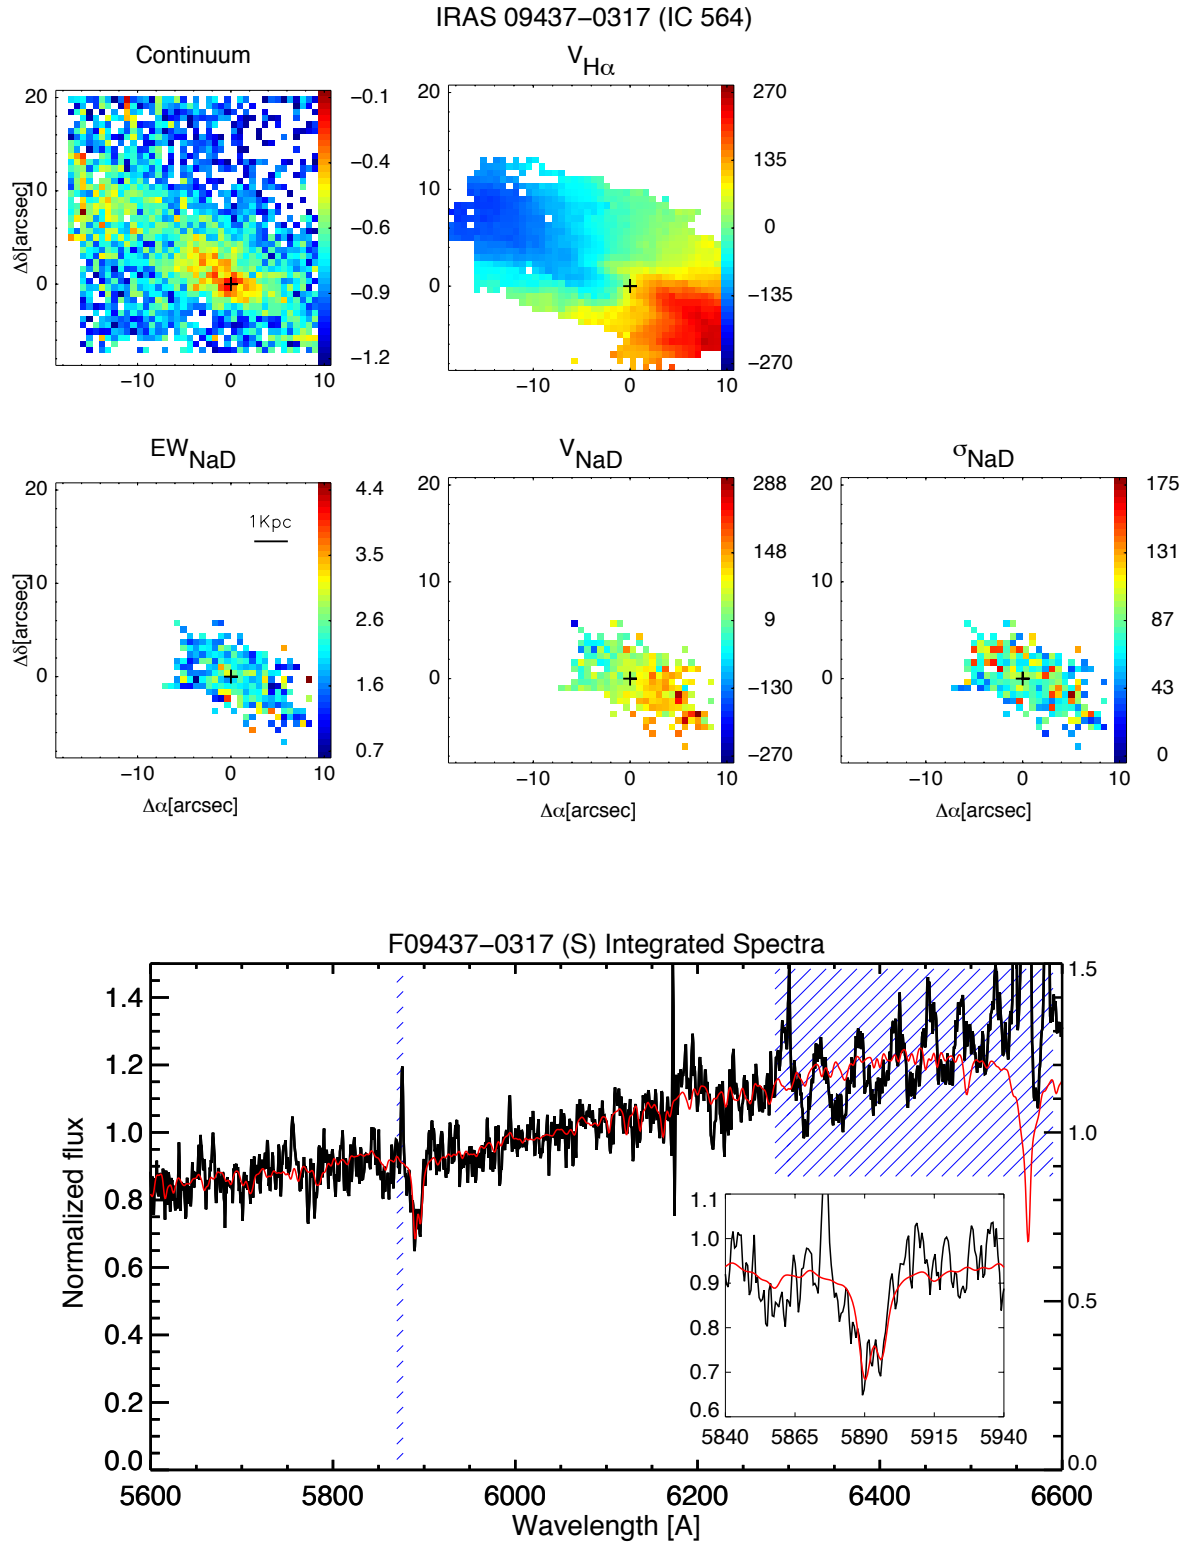 IRAS 09437−0317 (IC 564)
Continuum
VHα
20
10
0
Δδ[arcsec]
−10 0 10
−0.1
−0.4
−0.6
−0.9
−1.2
20
10
0
−10 0 10
270
135
0
−135
−270
EWNaD
VNaD
σNaD
20
10
0
Δδ[arcsec]
1Kpc
−10 0 10
Δα[arcsec]
4.4
3.5
2.6
1.6
0.7
20
10
0
−10 0 10
Δα[arcsec]
288
148
9
−130
−270
20
10
0
−10 0 10
Δα[arcsec]
175
131
87
43
0
F09437−0317 (S) Integrated Spectra
Normalized flux
1.4
1.2
1.0
0.8
0.6
0.4
0.2
0.0
1.5
1.0
0.5
0.0
1.1
1.0
0.9
0.8
0.7
0.6
5840 5865 5890 5915 5940
5600 5800 6000 6200 6400 6600
Wavelength [A]